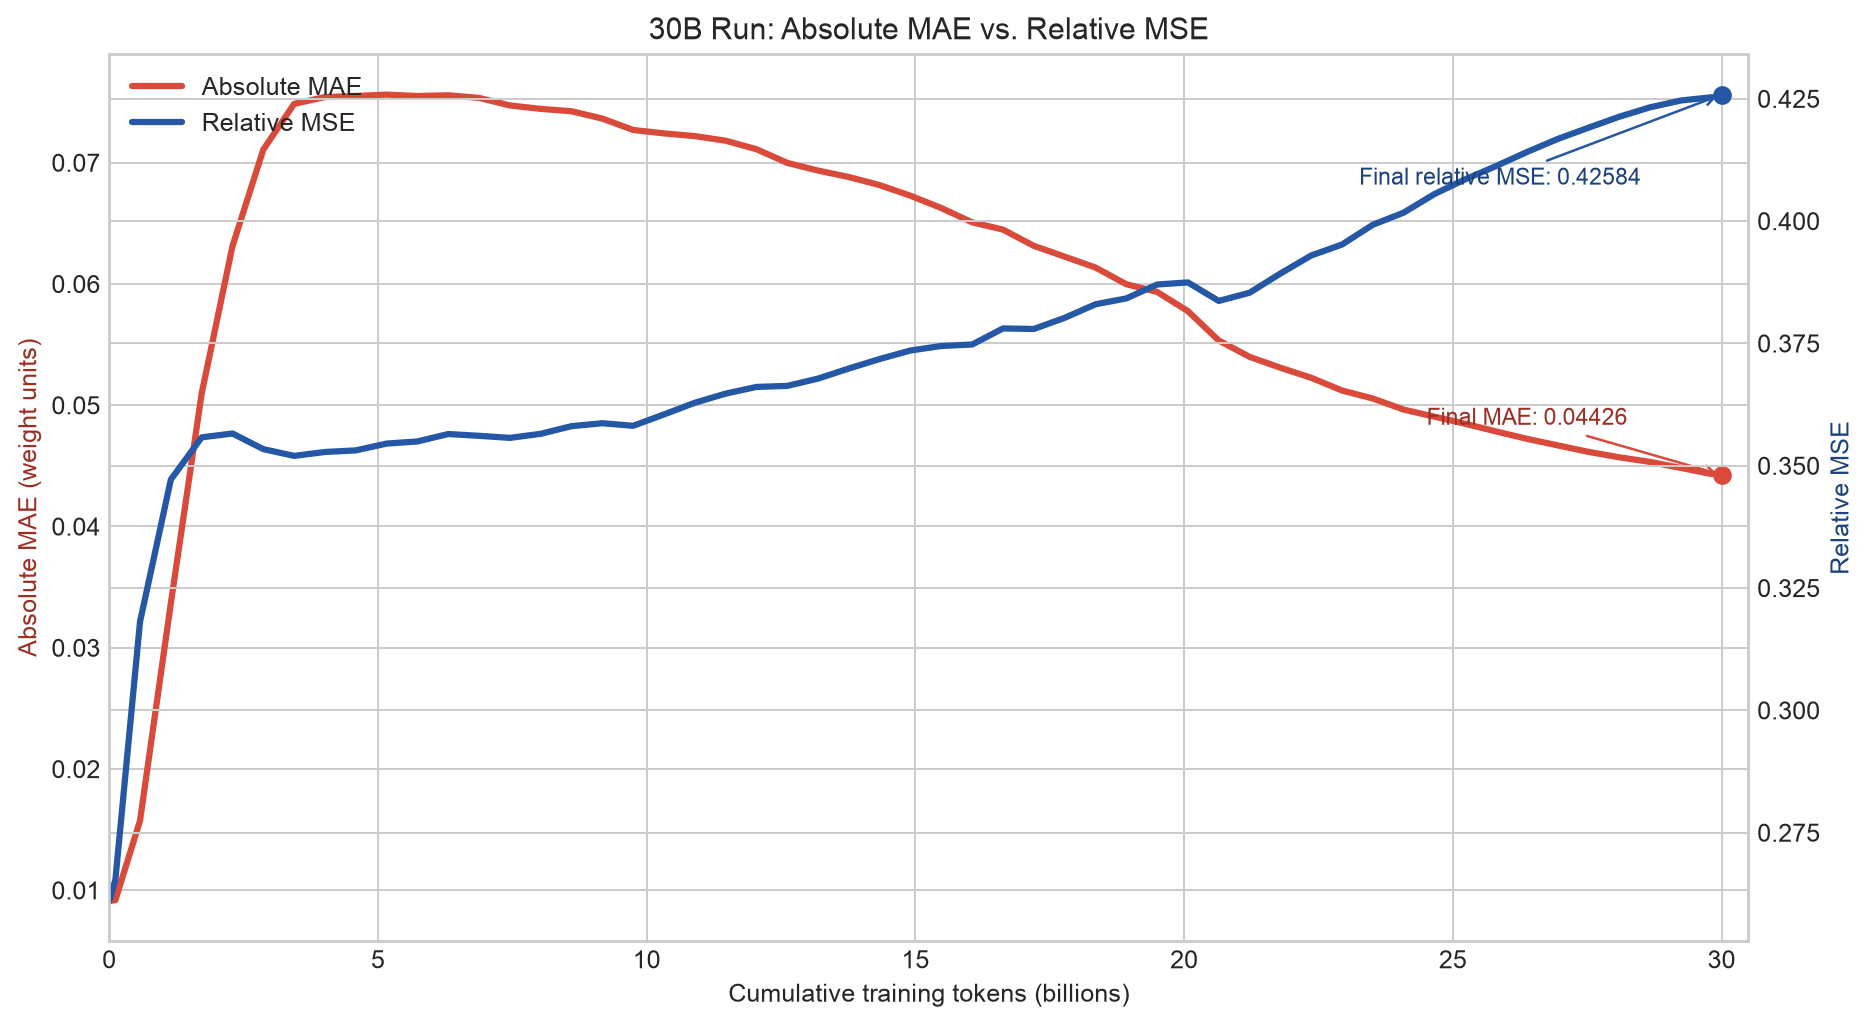 30B Run: Absolute MAE vs. Relative MSE
Absolute MAE
Relative MSE
Final relative MSE: 0.42584
Final MAE: 0.04426
Absolute MAE (weight units)
0.07
0.06
0.05
0.04
0.03
0.02
0.01
0.425
0.400
0.375
0.350
0.325
0.300
0.275
Relative MSE
0 5 10 15 20 25 30
Cumulative training tokens (billions)